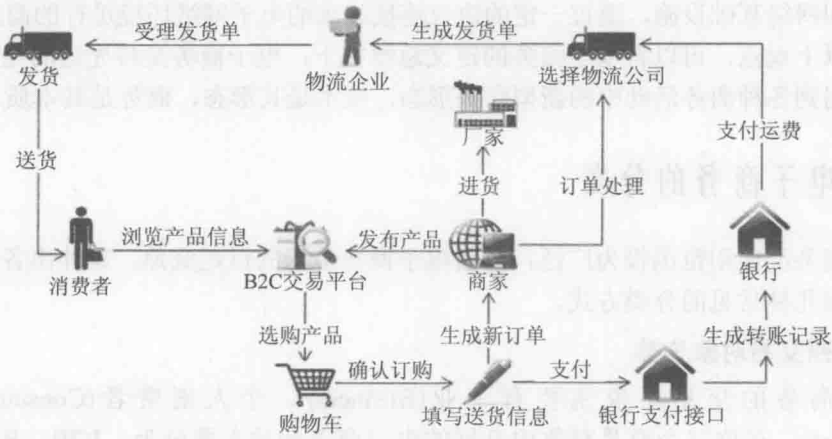 受理发货单
生成发货单
发货
物流企业
选择物流公司
厂家
支付运费
送货
进货
订单处理
浏览产品信息
发布产品
消费者
B2C交易平台
商家
银行
选购产品
生成新订单
生成转账记录
确认订购
支付
购物车
填写送货信息
银行支付接口